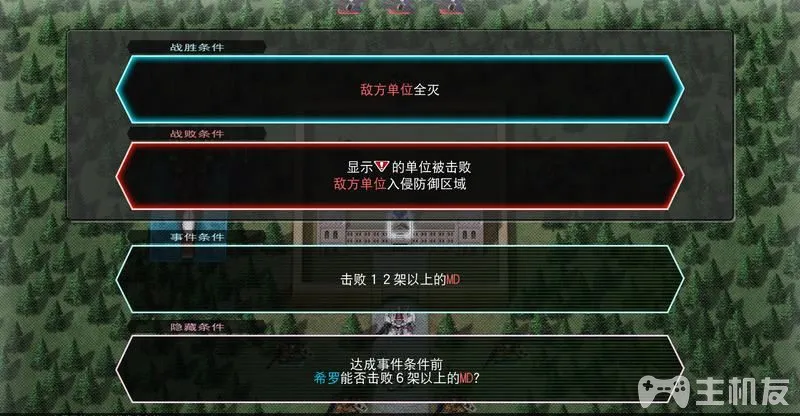 战胜条件
敌方单位全灭
战败条件
显示的单位被击败
敌方单位入侵防御区域
事件条件
击败12架以上的MD
隐藏条件
达成事件条件前
希罗能否击败6架以上的MD?
主机友